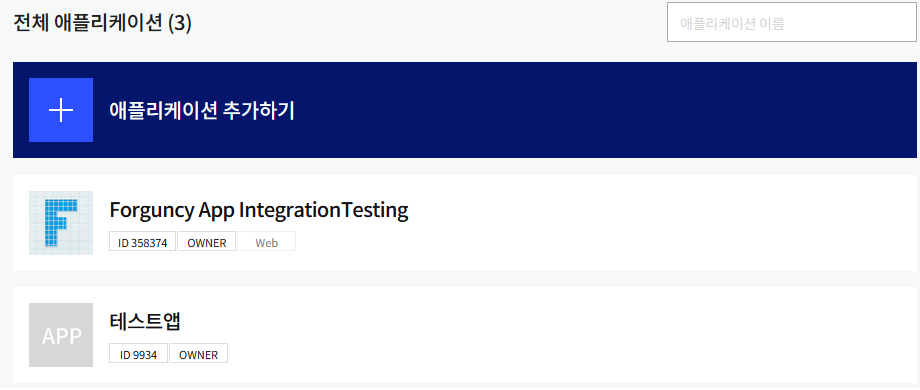 전체 애플리케이션 (3)
애플리케이션 이름
애플리케이션 추가하기
F
Forguncy App IntegrationTesting
ID 358374 OWNER Web
APP
테스트앱
ID 9934 OWNER